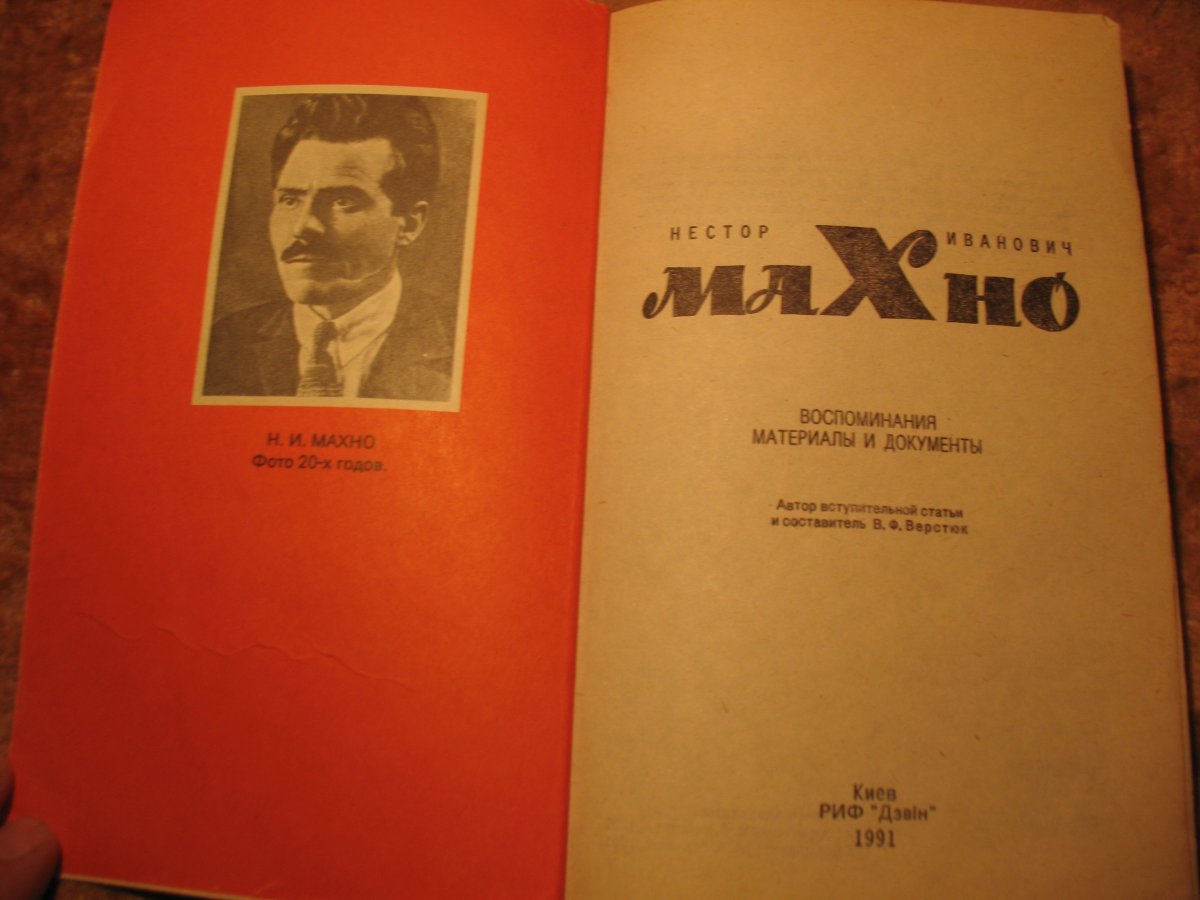 Н. И. МАХНО
Фото 20-х годов.
НЕСТОР ИВАНОВИЧ
МАХНО
ВОСПОМИНАНИЯ
МАТЕРИАЛЫ И ДОКУМЕНТЫ
Автор вступительной статьи
и составитель В. Ф. Верстюк
Киев
РИФ "Дзвін"
1991